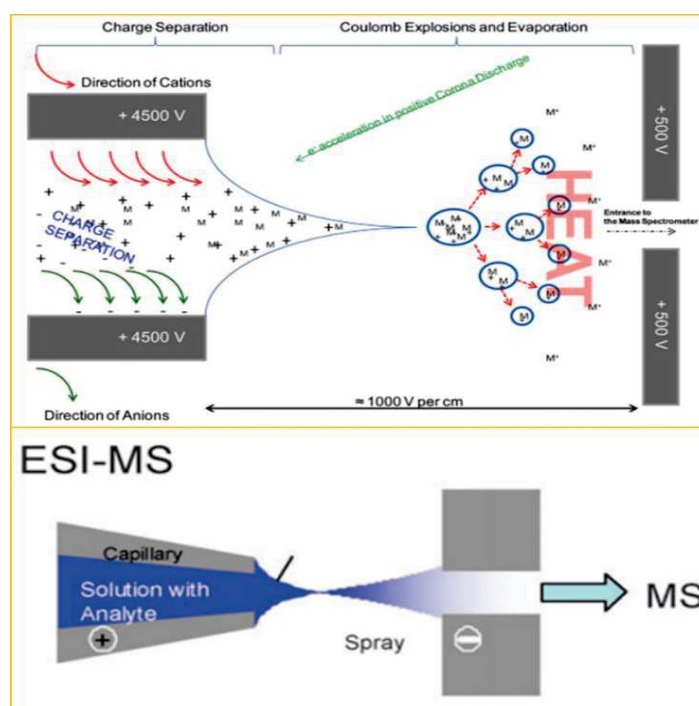 Charge Separation
Coulomb Explosions and Evaporation
Direction of Cations
+ 4500 V
e⁻ acceleration in positive Corona Discharge
+ 500 V
M⁺
CHARGE
SEPARATION
HEAT
Entrance to
the Mass Spectrometer
+ 4500 V
+ 500 V
≈ 1000 V per cm
Direction of Anions
ESI-MS
Capillary
Solution with
Analyte
+
Spray
MS